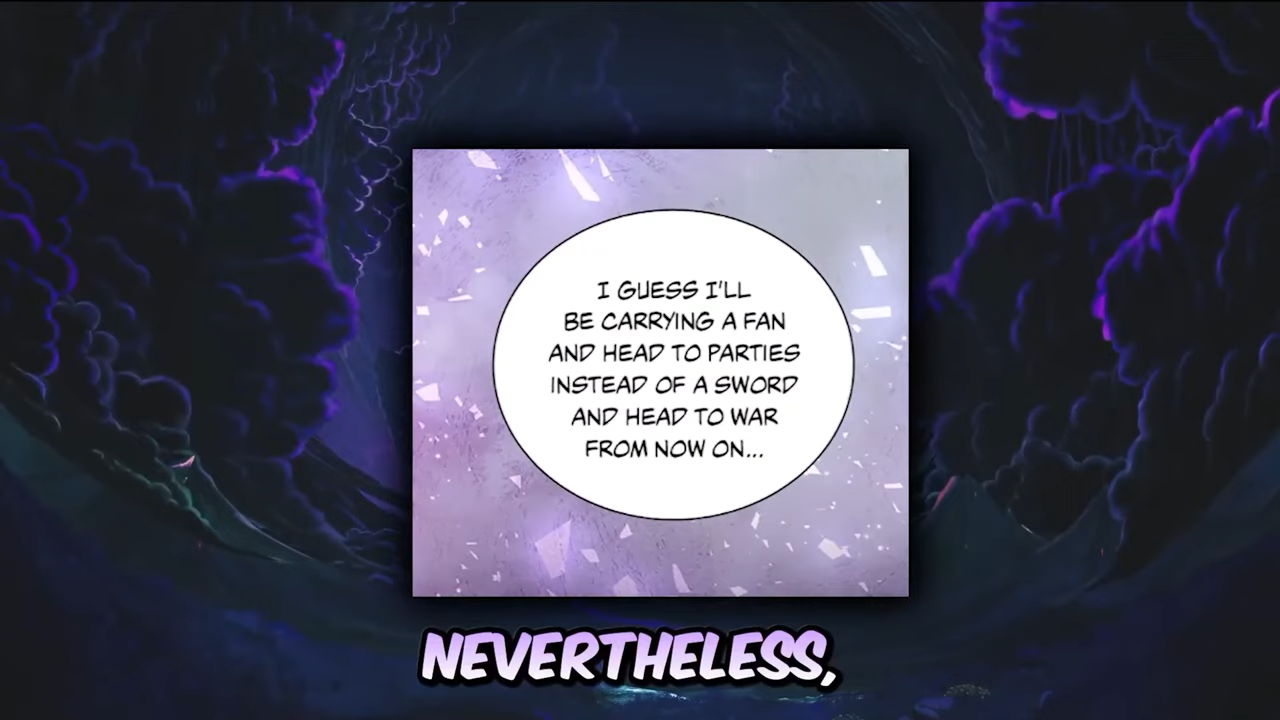 I GUESS I'LL
BE CARRYING A FAN
AND HEAD TO PARTIES
INSTEAD OF A SWORD
AND HEAD TO WAR
FROM NOW ON...
NEVERTHELESS,